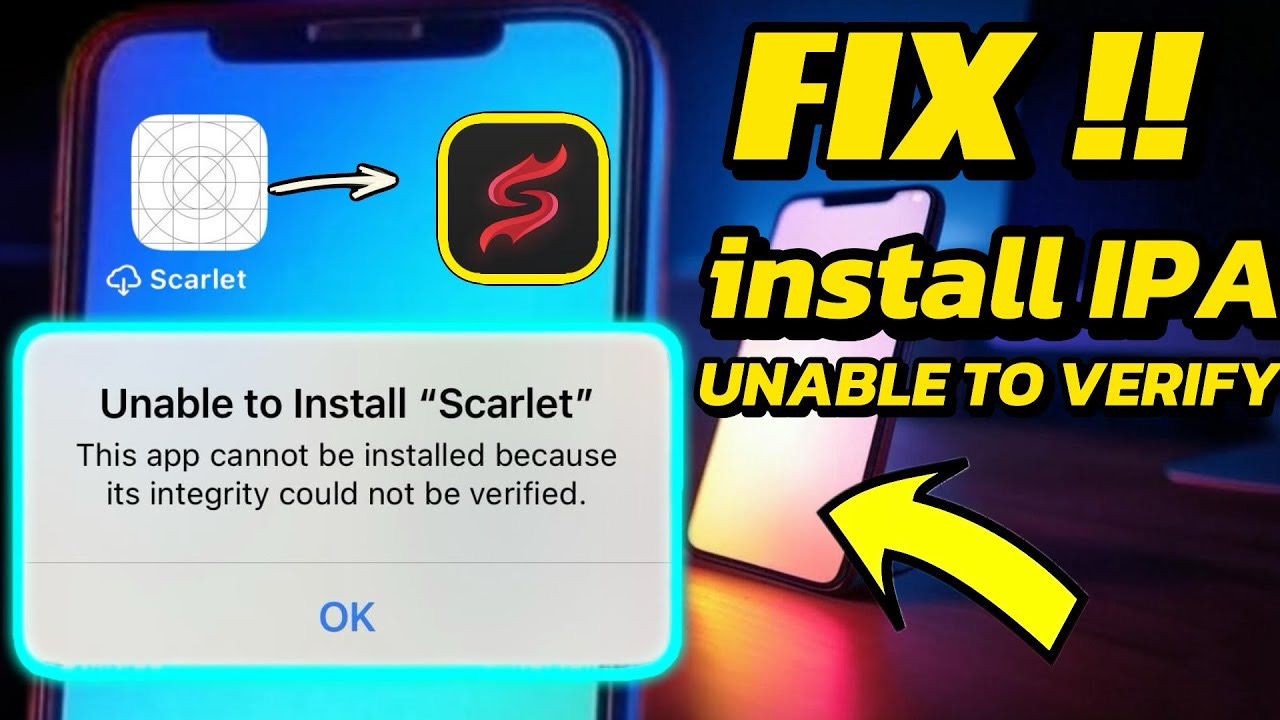 FIX !!
install IPA
UNABLE TO VERIFY
Scarlet
Unable to Install “Scarlet”
This app cannot be installed because
its integrity could not be verified.
OK